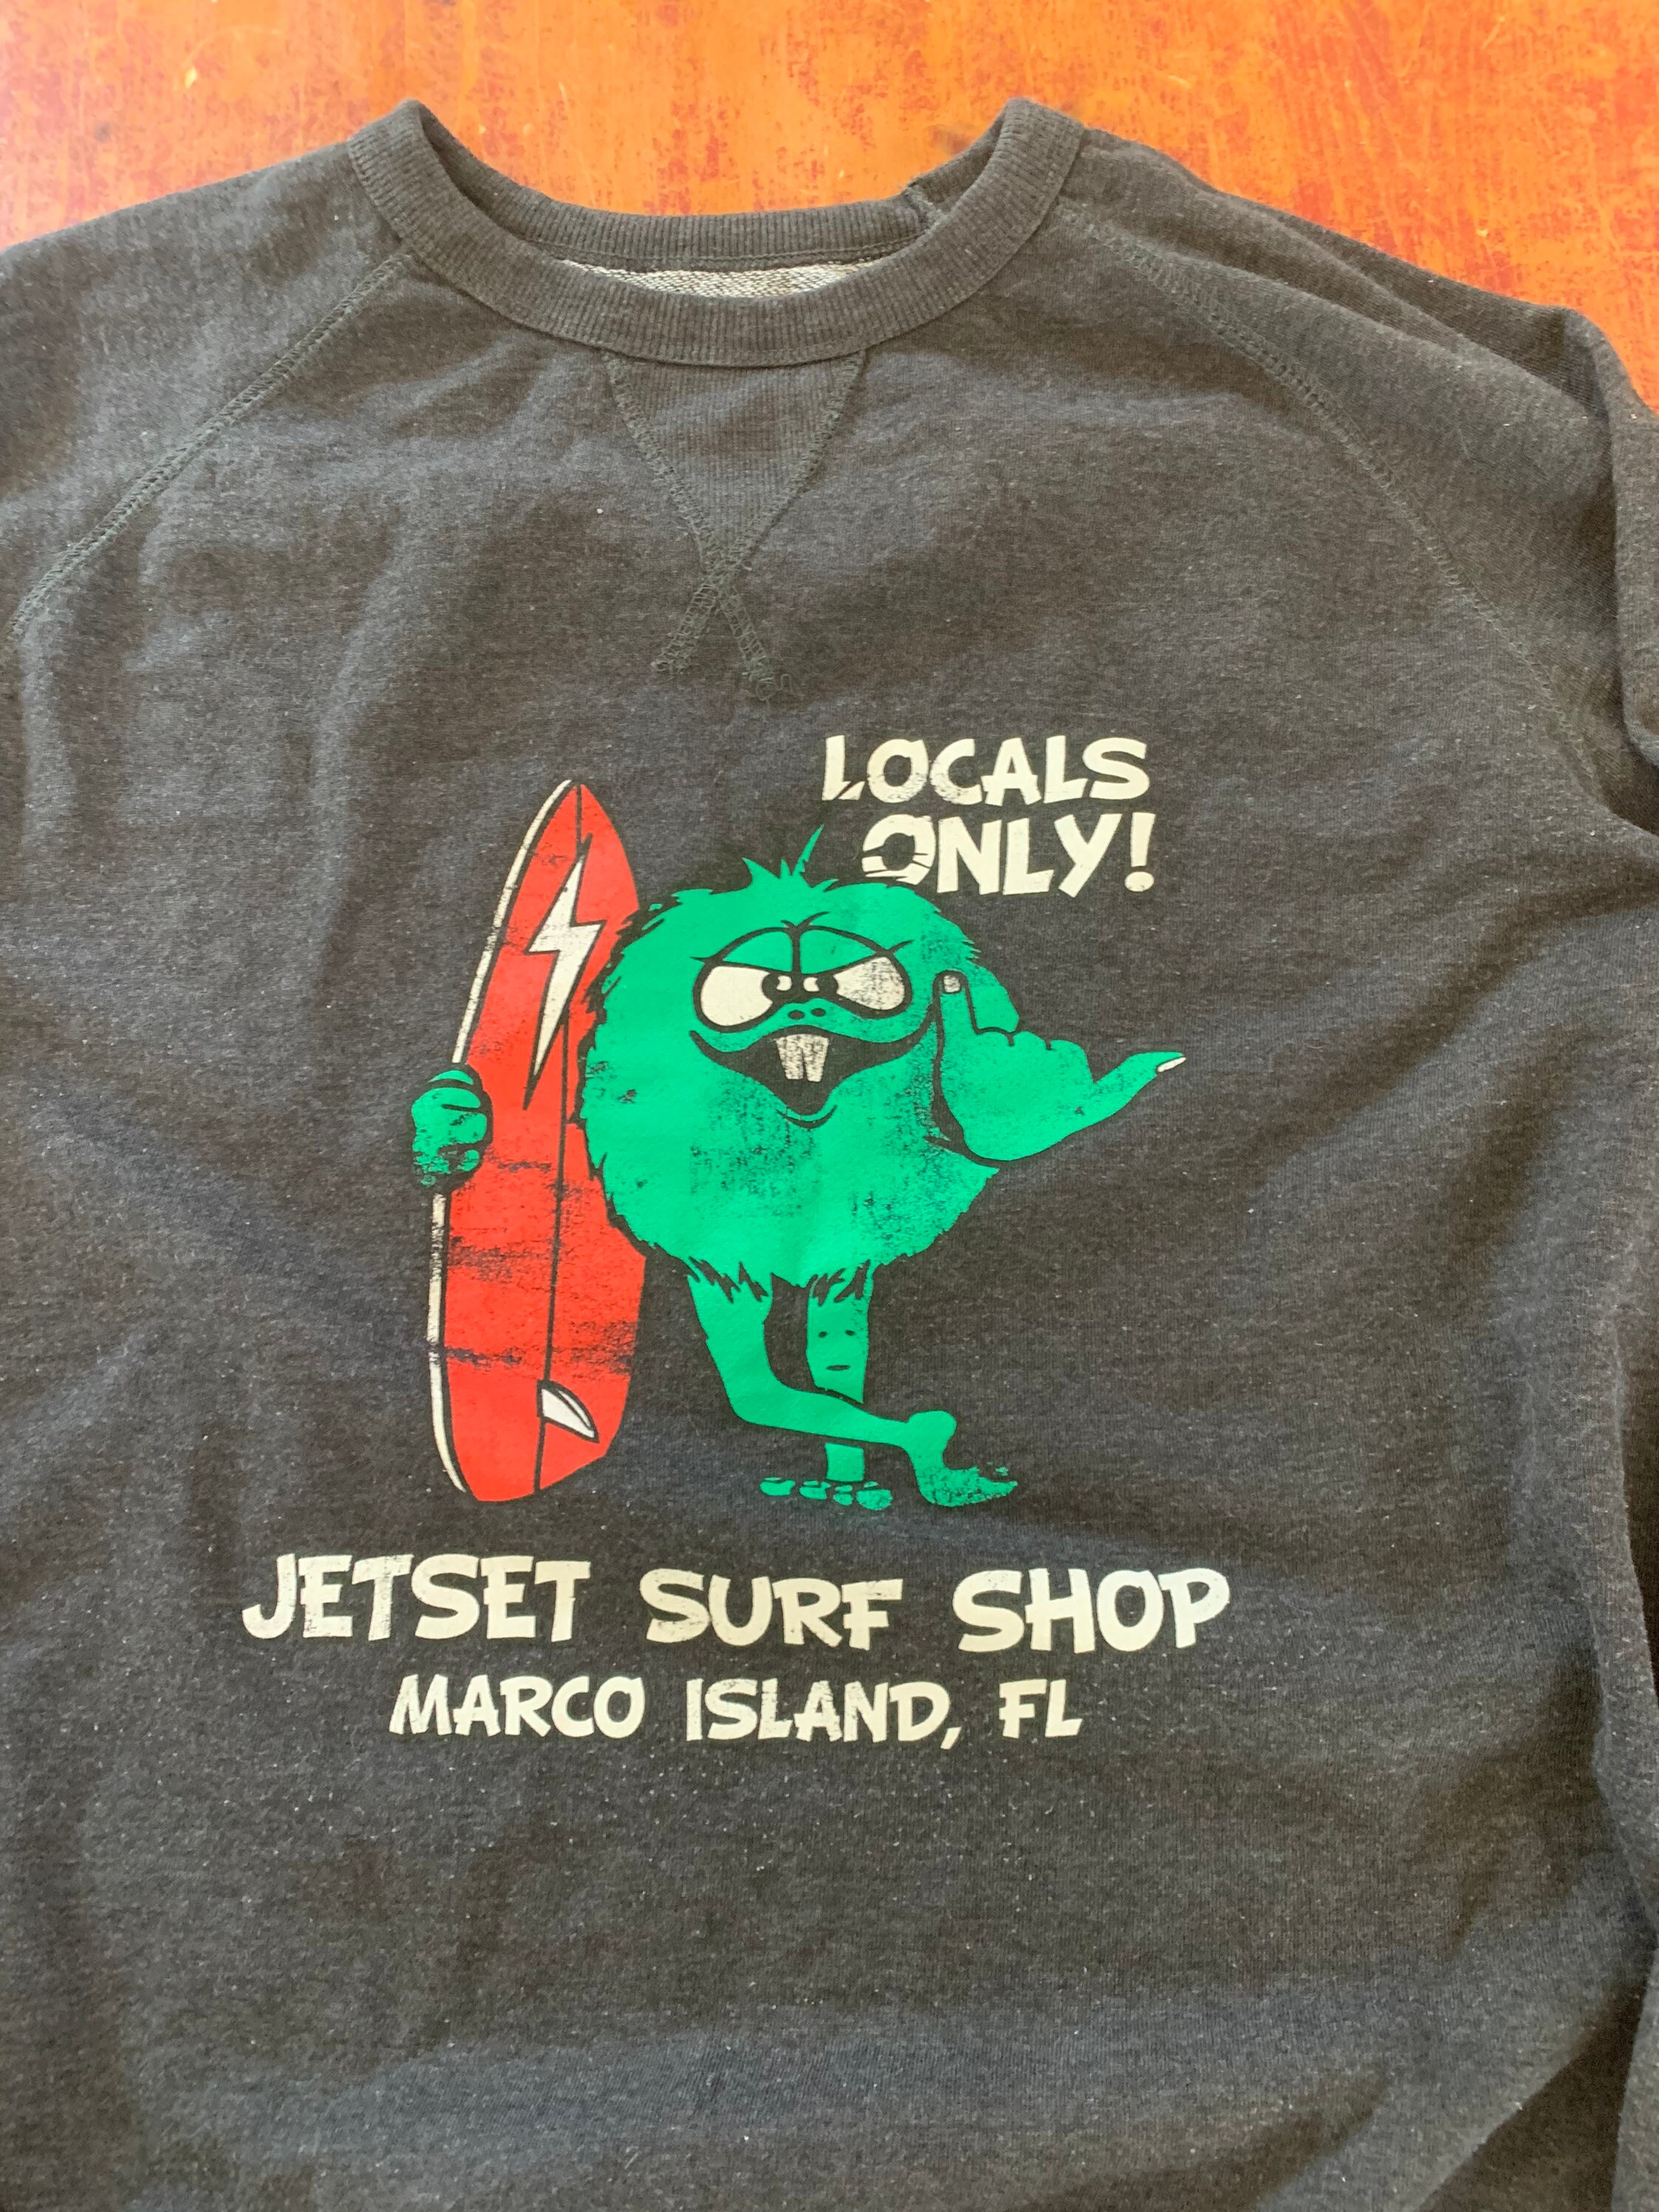 LOCALS
ONLY!
JETSET SURF SHOP
MARCO ISLAND, FL